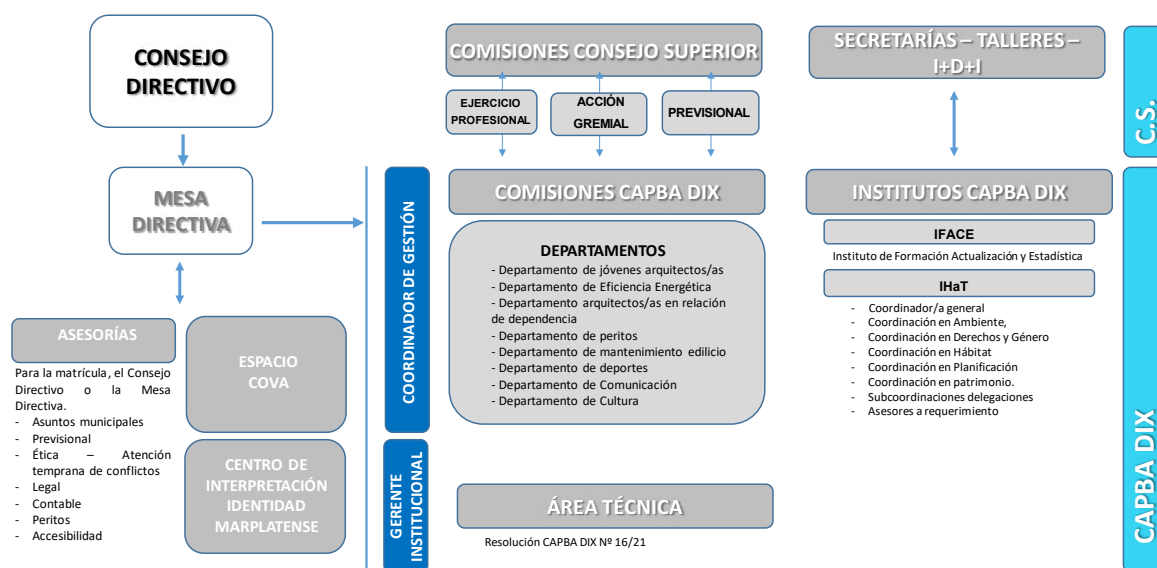 CONSEJO
DIRECTIVO
MESA
DIRECTIVA
ASESORÍAS
Para la matrícula, el Consejo
Directivo o la Mesa
Directiva.
- Asuntos municipales
- Previsional
- Ética – Atención
temprana de conflictos
- Legal
- Contable
- Peritos
- Accesibilidad
ESPACIO
COVA
CENTRO DE
INTERPRETACIÓN
IDENTIDAD
MARPLATENSE
COORDINADOR DE GESTIÓN
GERENTE
INSTITUCIONAL
COMISIONES CONSEJO SUPERIOR
EJERCICIO
PROFESIONAL
ACCIÓN
GREMIAL
PREVISIONAL
COMISIONES CAPBA DIX
DEPARTAMENTOS
- Departamento de jóvenes arquitectos/as
- Departamento de Eficiencia Energética
- Departamento arquitectos/as en relación
de dependencia
- Departamento de peritos
- Departamento de mantenimiento edilicio
- Departamento de deportes
- Departamento de Comunicación
- Departamento de Cultura
ÁREA TÉCNICA
Resolución CAPBA DIX Nº 16/21
SECRETARÍAS – TALLERES –
I+D+I
INSTITUTOS CAPBA DIX
IFACE
Instituto de Formación Actualización y Estadística
IHaT
- Coordinador/a general
- Coordinación en Ambiente,
- Coordinación en Derechos y Género
- Coordinación en Hábitat
- Coordinación en Planificación
- Coordinación en patrimonio.
- Subcoordinaciones delegaciones
- Asesores a requerimiento
C.S.
CAPBA DIX